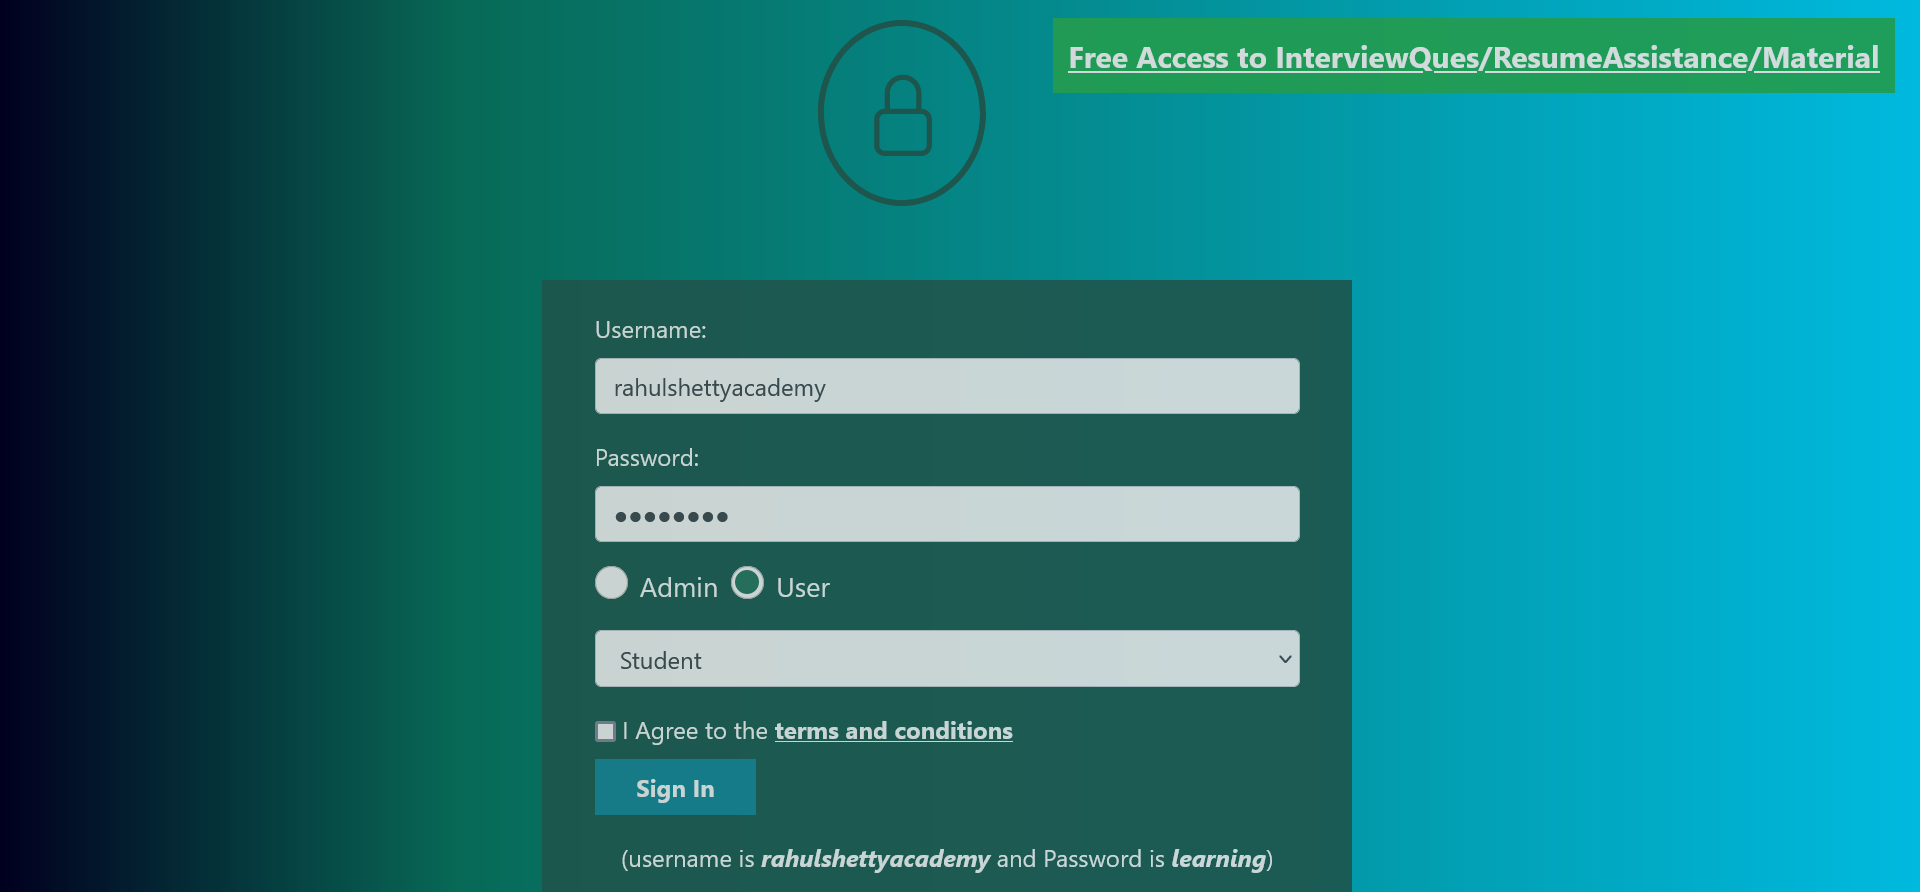 Free Access to InterviewQues/ResumeAssistance/Material
Username:
rahulshettyacademy
Password:
••••••••
Admin User
Student
I Agree to the terms and conditions
Sign In
(username is rahulshettyacademy and Password is learning)